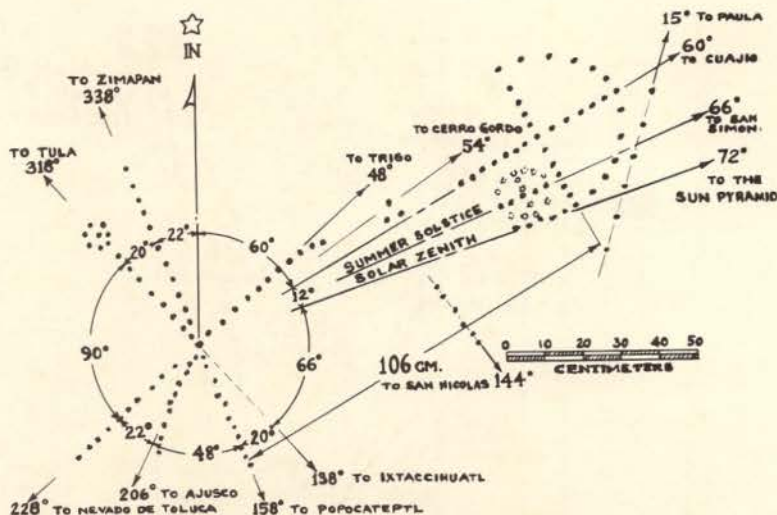 15° TO PAULA
60°
TO CUAJIO
N
TO ZIMAPAN
338°
TO CERRO GORDO
54°
66°
TO SAN
SIMON.
TO TULA
318°
TO TRIGO
48°
72°
TO THE
SUN PYRAMID
22°
20°
60°
SUMMER SOLSTICE
SOLAR ZENITH
12°
90°
66°
0 10 20 30 40 50
CENTIMETERS
106 CM.
TO SAN NICOLAS 144°
22°
48°
20°
138° TO IXTACCIHUATL
206° TO AJUSCO
228° TO NEVADO DE TOLUCA
158° TO POPOCATEPTL